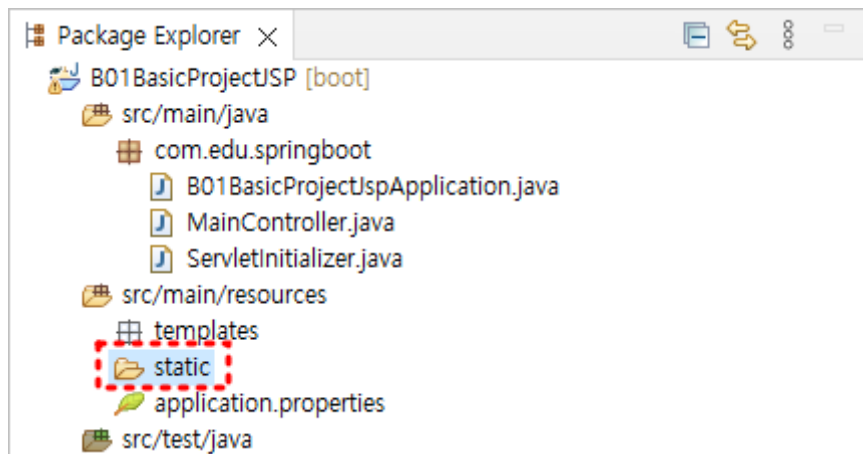 Package Explorer
B01BasicProjectJSP [boot]
src/main/java
com.edu.springboot
B01BasicProjectJspApplication.java
MainController.java
ServletInitializer.java
src/main/resources
templates
static
application.properties
src/test/java